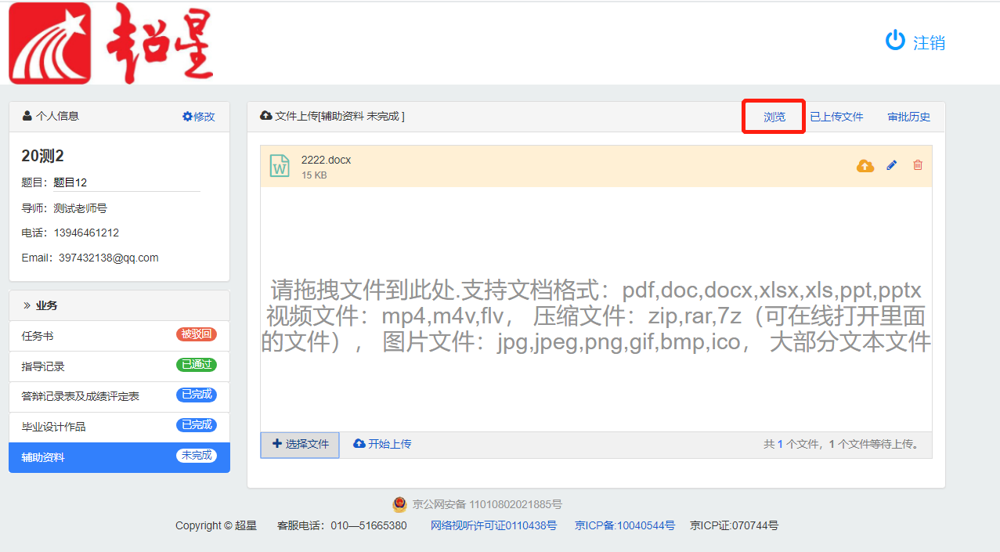 超星
注销
个人信息 修改
20测2
题目：题目12
导师：测试老师号
电话：13946461212
Email：397432138@qq.com
业务
任务书 被驳回
指导记录 已通过
答辩记录表及成绩评定表 已完成
毕业设计作品 已完成
辅助资料 未完成
文件上传[辅助资料 未完成 ] 浏览 已上传文件 审批历史
W 2222.docx
15 KB
请拖拽文件到此处.支持文档格式：pdf,doc,docx,xlsx,xls,ppt,pptx
视频文件：mp4,m4v,flv， 压缩文件：zip,rar,7z（可在线打开里面
的文件）， 图片文件：jpg,jpeg,png,gif,bmp,ico， 大部分文本文件
选择文件 开始上传 共 1 个文件，1 个文件等待上传。
京公网安备 11010802021885号
Copyright © 超星 客服电话：010—51665380 网络视听许可证0110438号 京ICP备:10040544号 京ICP证:070744号